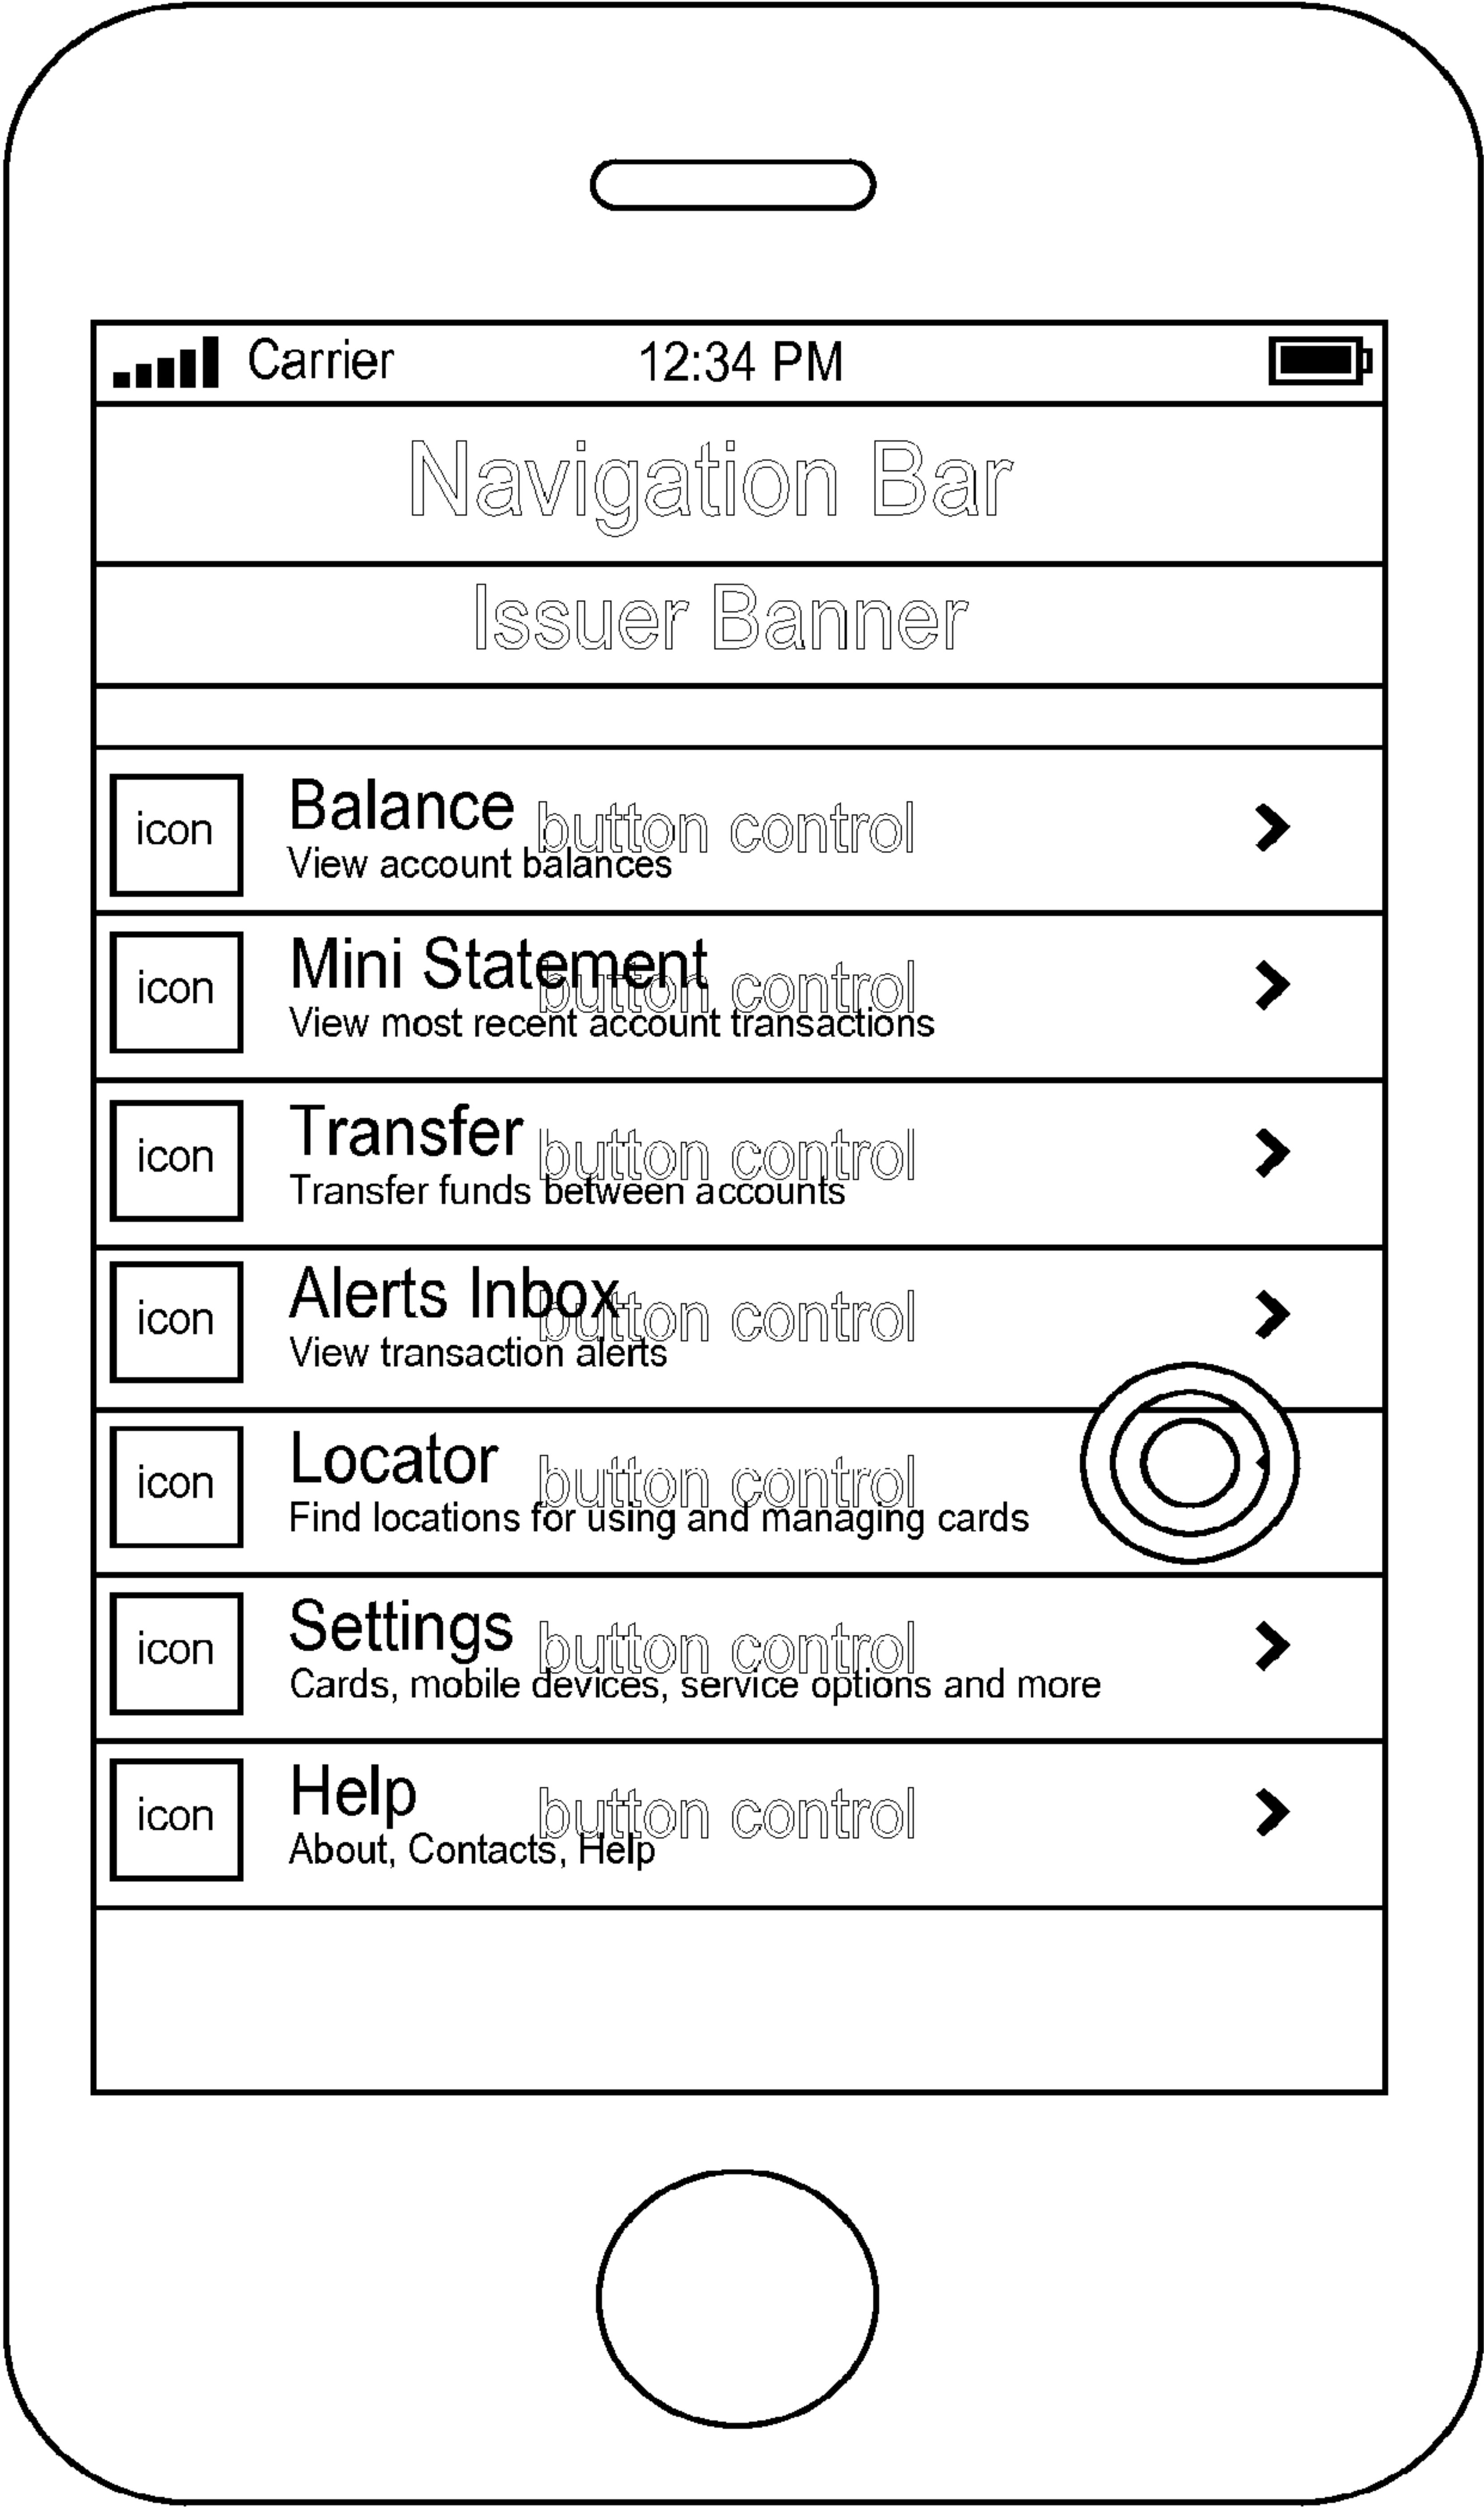 Carrier 12:34 PM
Navigation Bar
Issuer Banner
icon Balance button control
View account balances
icon Mini Statement button control
View most recent account transactions
icon Transfer button control
Transfer funds between accounts
icon Alerts Inbox button control
View transaction alerts
icon Locator button control
Find locations for using and managing cards
icon Settings button control
Cards, mobile devices, service options and more
icon Help button control
About, Contacts, Help